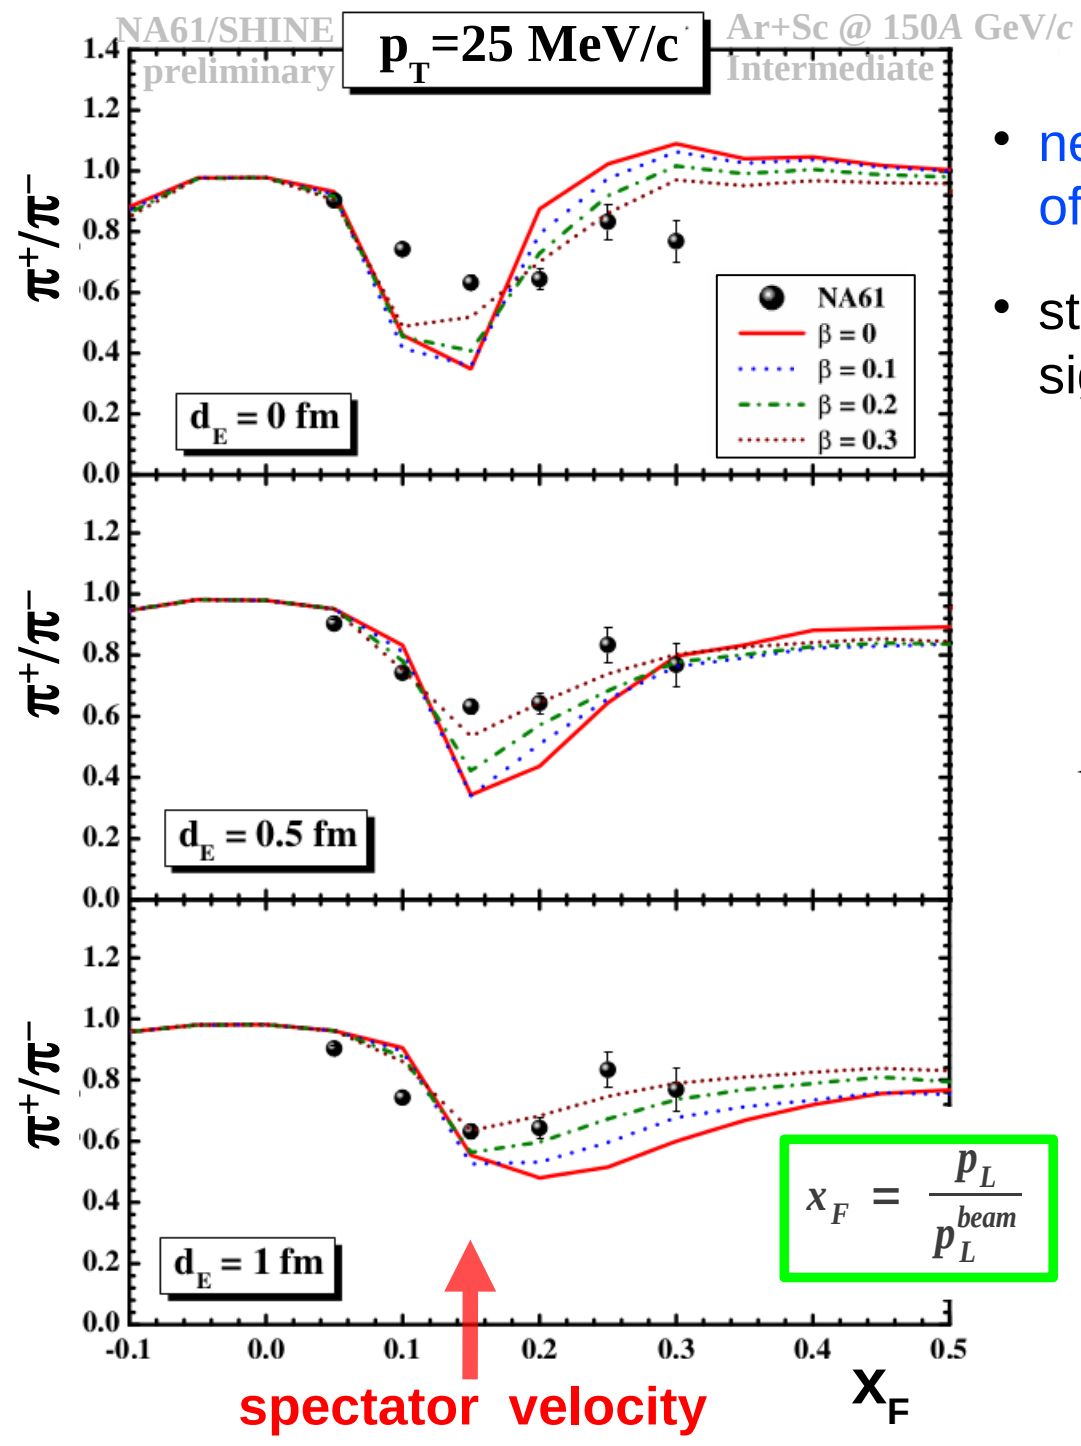 NA61/SHINE
preliminary
p_T=25 MeV/c
Ar+Sc @ 150A GeV/c
Intermediate
1.4
1.2
1.0
0.8
0.6
0.4
0.2
0.0
π⁺/π⁻
NA61
β = 0
β = 0.1
β = 0.2
β = 0.3
d_E = 0 fm
• ne
of
• st
sig
1.2
1.0
0.8
0.6
0.4
0.2
0.0
π⁺/π⁻
d_E = 0.5 fm
1.2
1.0
0.8
0.6
0.4
0.2
0.0
π⁺/π⁻
d_E = 1 fm
x_F = p_L / p_L^beam
-0.1 0.0 0.1 0.2 0.3 0.4 0.5
spectator velocity
x_F